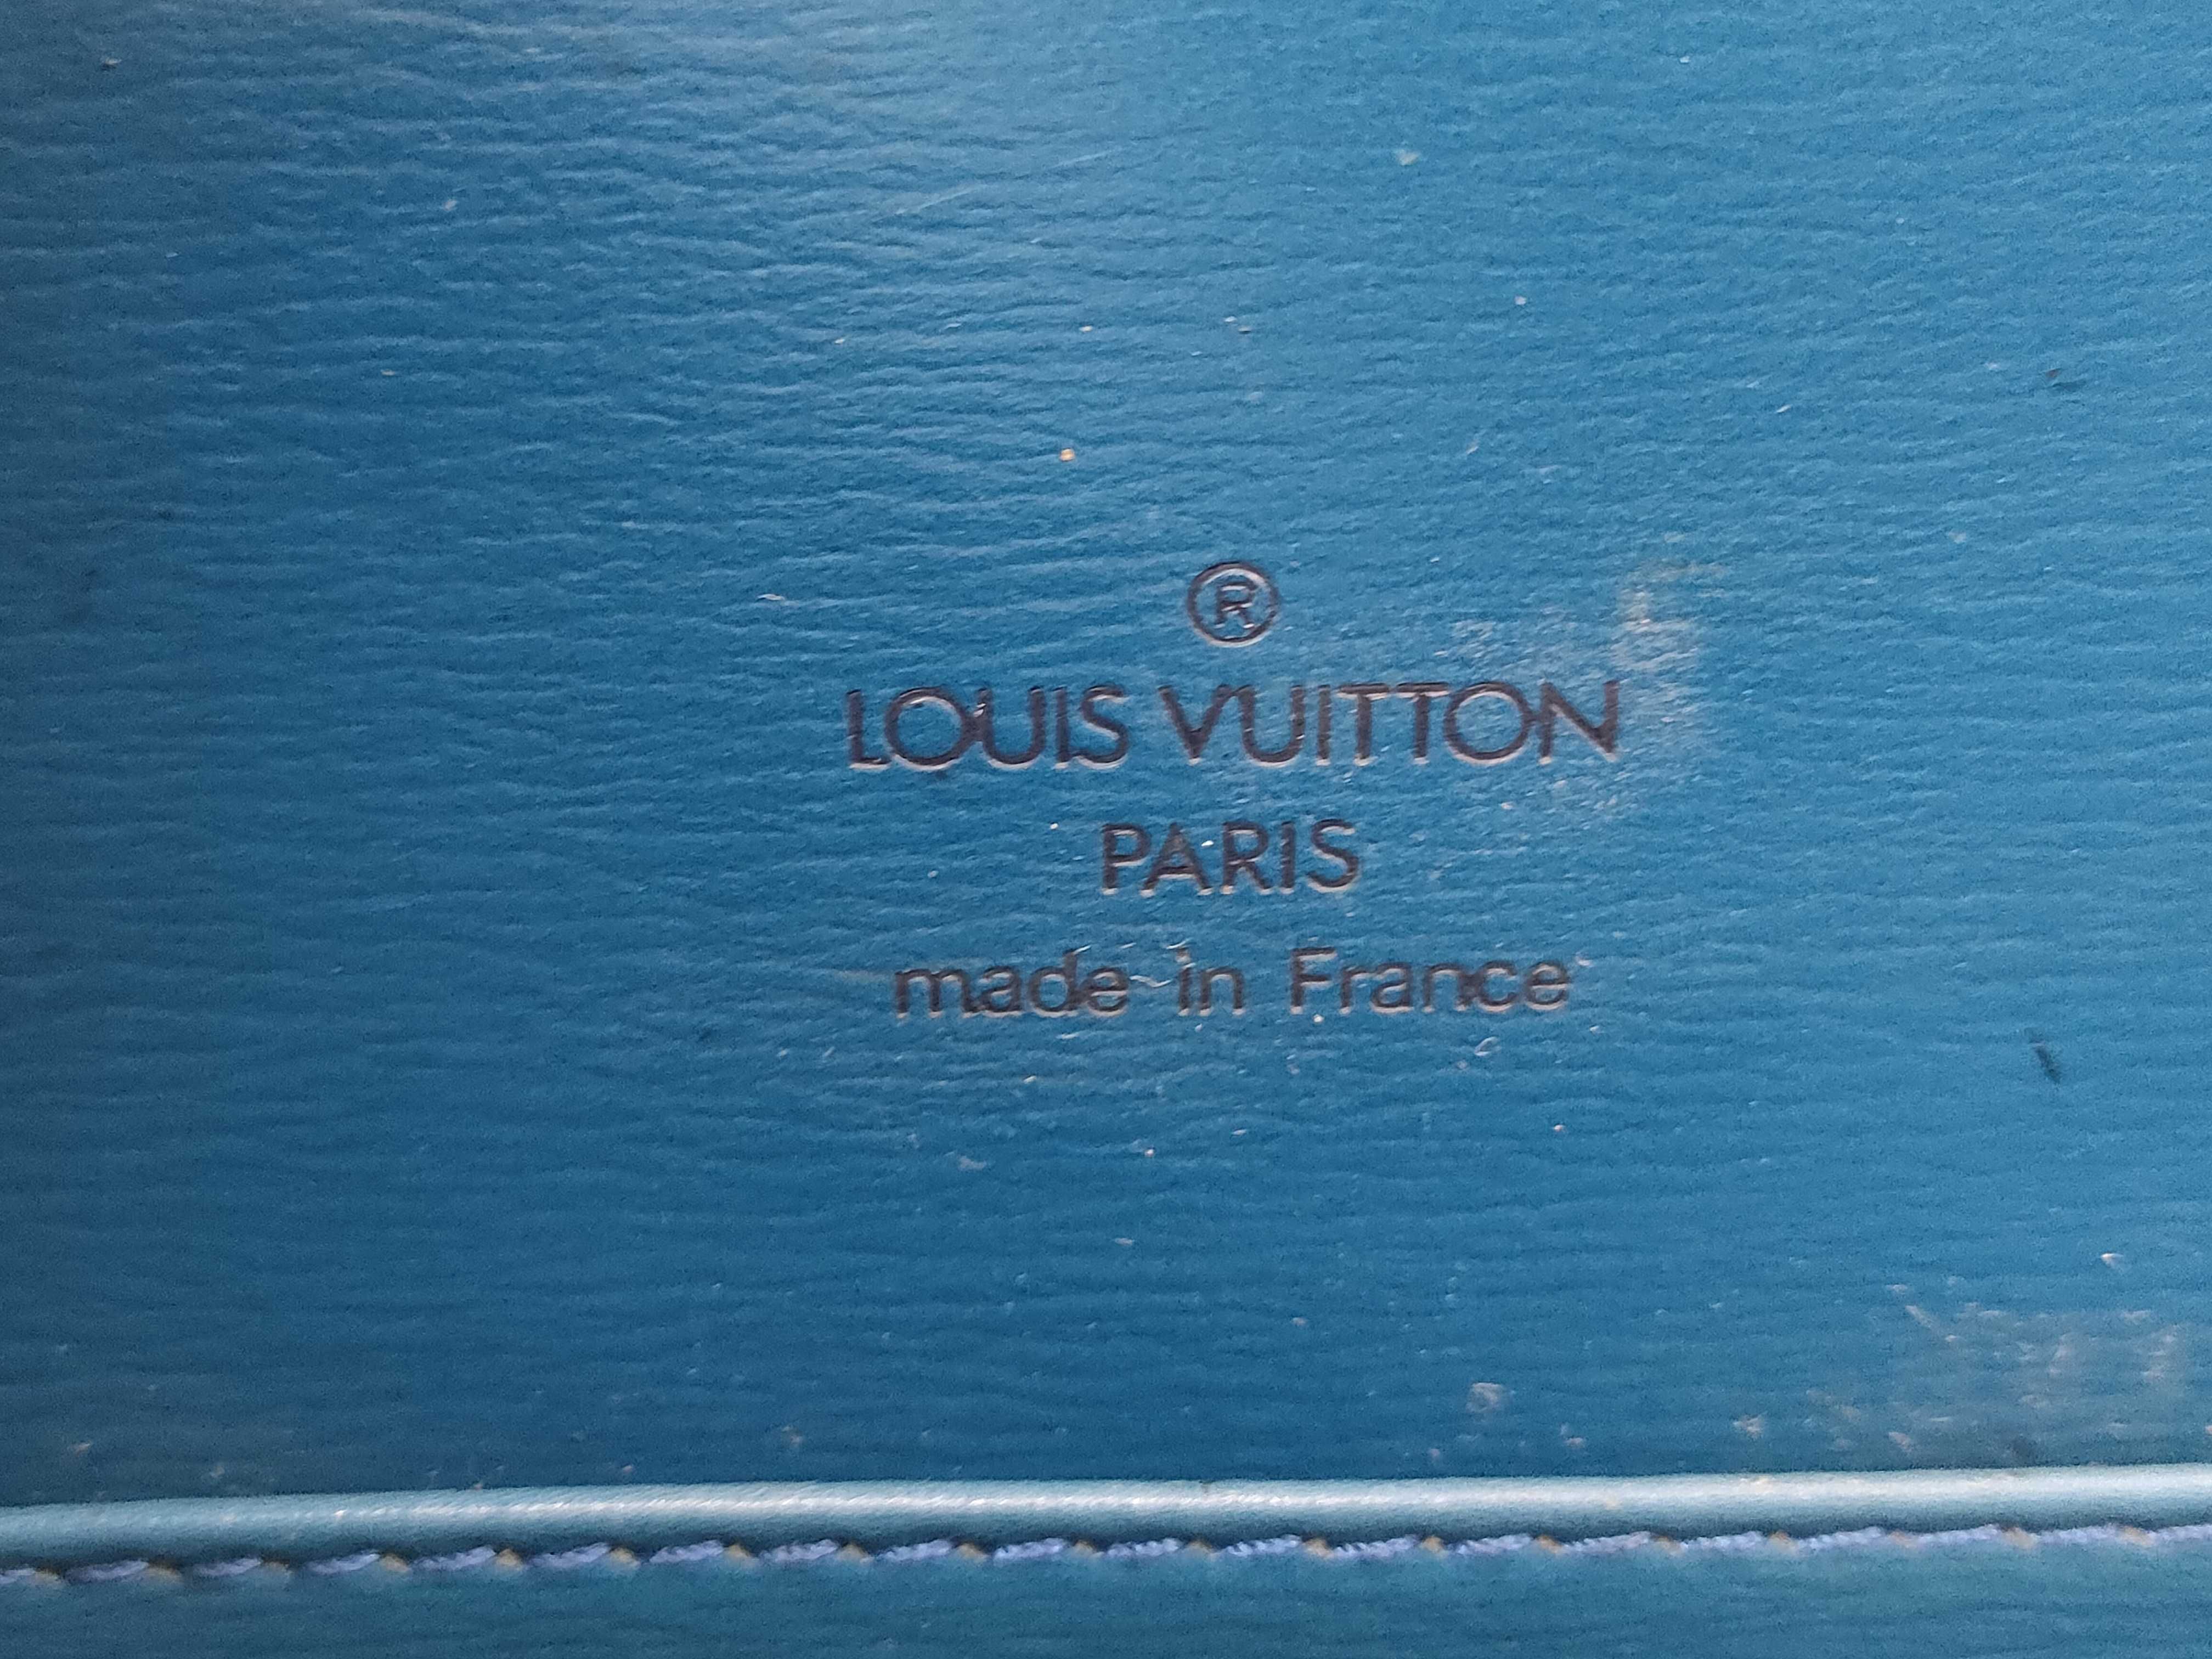 ®
LOUIS VUITTON
PARIS
made in France